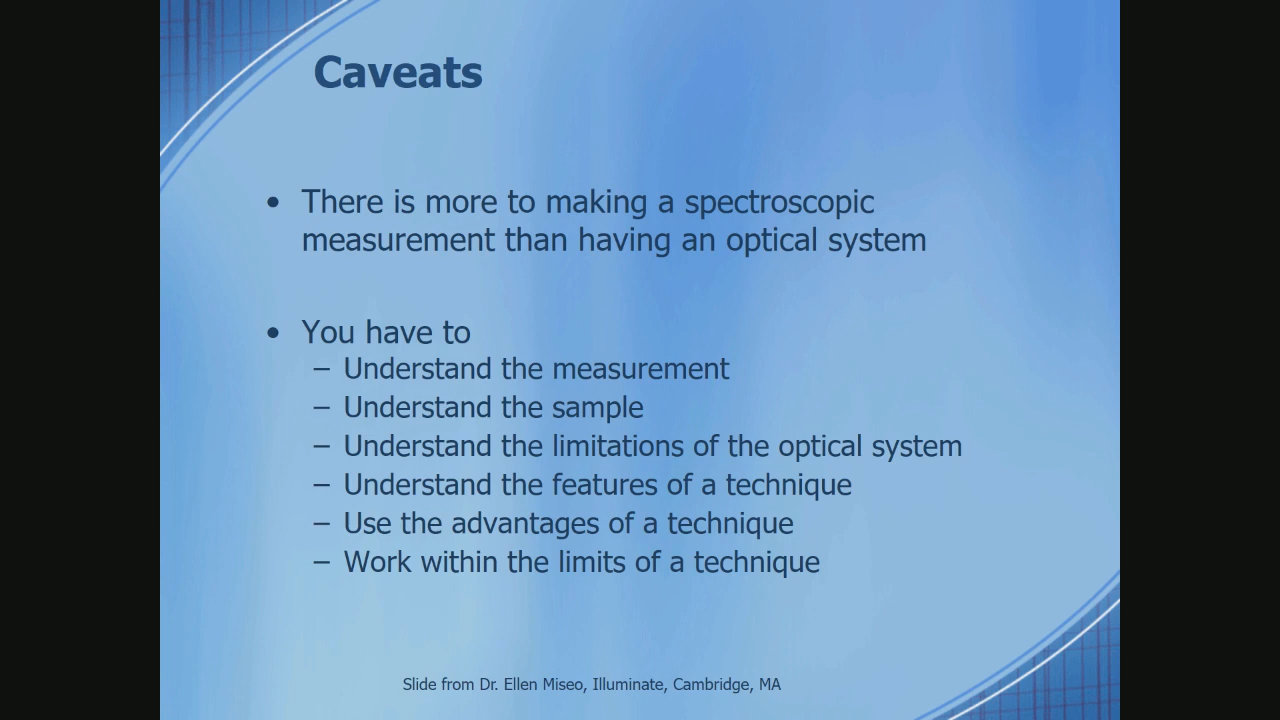 Caveats
• There is more to making a spectroscopic
measurement than having an optical system
• You have to
– Understand the measurement
– Understand the sample
– Understand the limitations of the optical system
– Understand the features of a technique
– Use the advantages of a technique
– Work within the limits of a technique
Slide from Dr. Ellen Miseo, Illuminate, Cambridge, MA